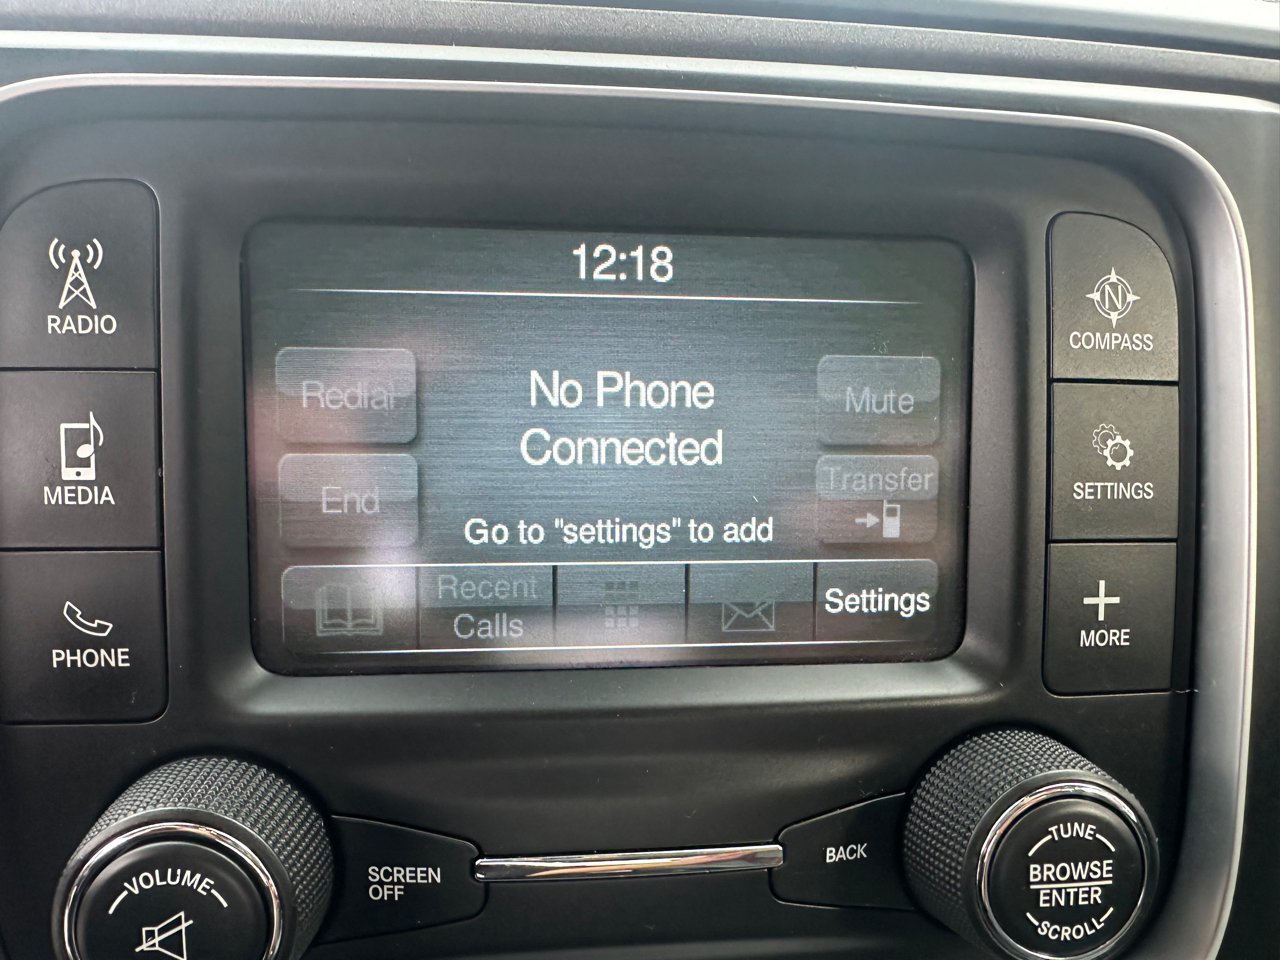 12:18
RADIO
MEDIA
PHONE
Redial
End
No Phone
Connected
Go to "settings" to add
Mute
Transfer
Recent
Calls
Settings
N
COMPASS
SETTINGS
MORE
VOLUME
SCREEN
OFF
BACK
TUNE
BROWSE
ENTER
SCROLL